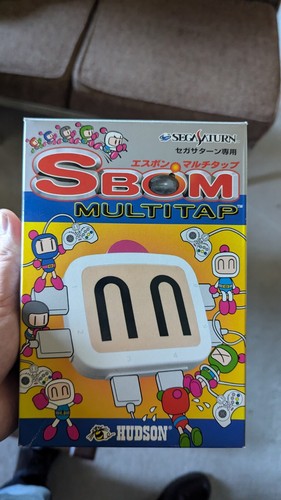 SEGA SATURN
セガサターン専用
エスボン・マルチタップ
SBOM
MULTITAP™
HUDSON